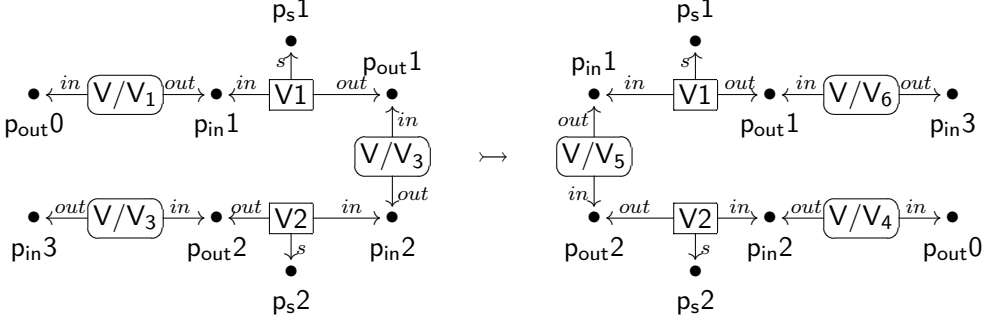 pₛ1 pₛ1
pₒᵤₜ1 pᵢₙ1
in V/V₁ out in V1 s out in V1 s out in V/V₆ out
pₒᵤₜ0 pᵢₙ1 pₒᵤₜ1 pᵢₙ3
in out
V/V₃ ↣ V/V₅
out in
out V/V₃ in out V2 in out V2 in out V/V₄ in
pᵢₙ3 pₒᵤₜ2 s pᵢₙ2 pₒᵤₜ2 s pᵢₙ2 pₒᵤₜ0
pₛ2 pₛ2